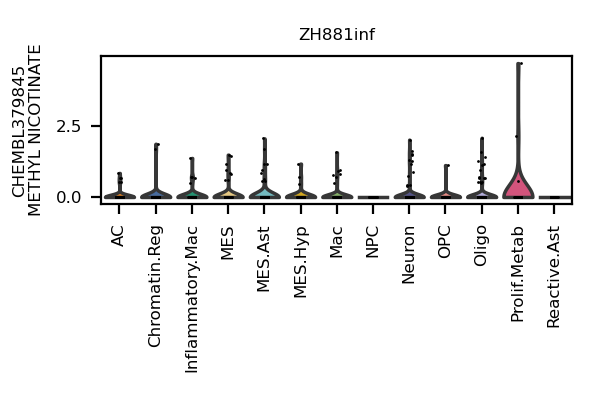 ZH881inf
CHEMBL379845
METHYL NICOTINATE
2.5
0.0
AC
Chromatin.Reg
Inflammatory.Mac
MES
MES.Ast
MES.Hyp
Mac
NPC
Neuron
OPC
Oligo
Prolif.Metab
Reactive.Ast